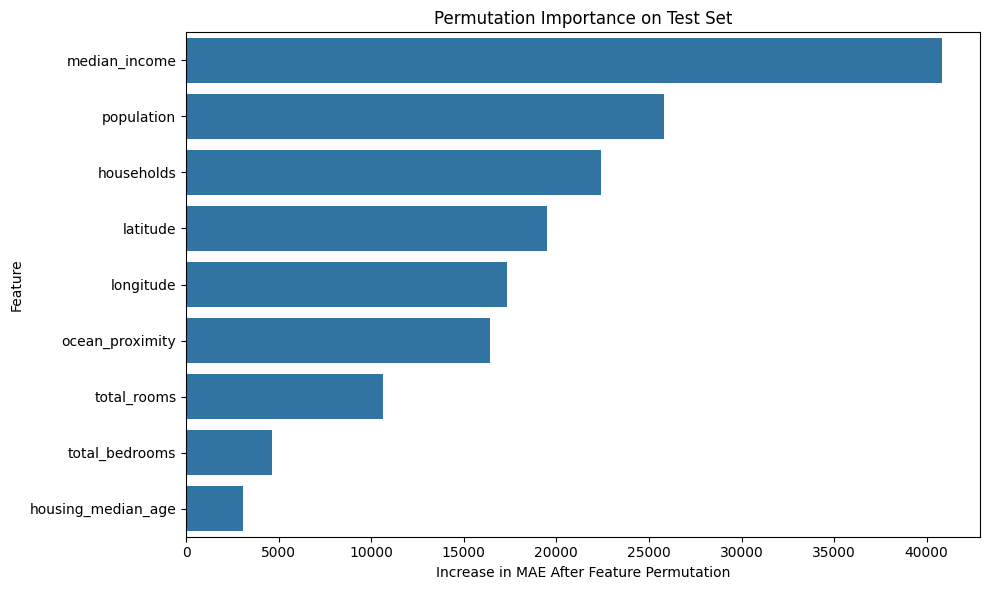 Permutation Importance on Test Set
Feature
median_income
population
households
latitude
longitude
ocean_proximity
total_rooms
total_bedrooms
housing_median_age
0 5000 10000 15000 20000 25000 30000 35000 40000
Increase in MAE After Feature Permutation